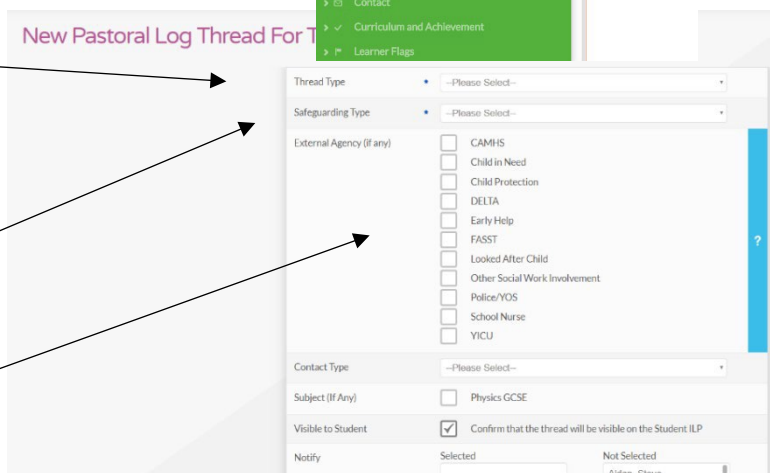 Contact
Curriculum and Achievement
Learner Flags
New Pastoral Log Thread For
Thread Type --Please Select--
Safeguarding Type --Please Select--
External Agency (if any)
CAMHS
Child in Need
Child Protection
DELTA
Early Help
FASST
Looked After Child
Other Social Work Involvement
Police/YOS
School Nurse
YICU
?
Contact Type --Please Select--
Subject (If Any) Physics GCSE
Visible to Student Confirm that the thread will be visible on the Student ILP
Notify Selected Not Selected